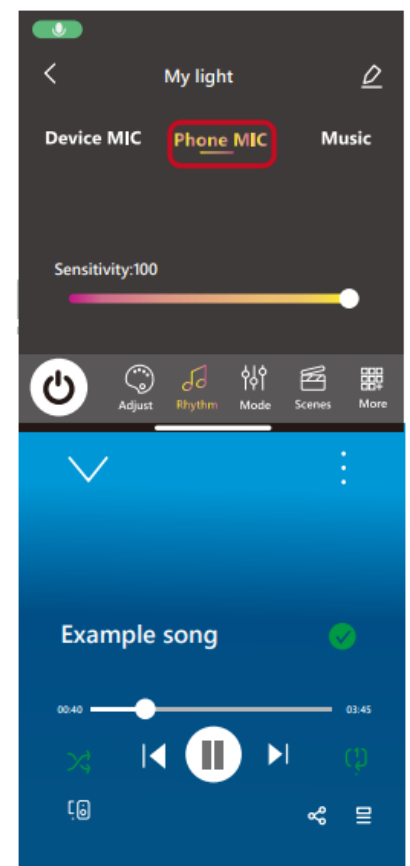 My light
Device MIC Phone MIC Music
Sensitivity:100
Adjust Rhythm Mode Scenes More
Example song
00:40 03:45